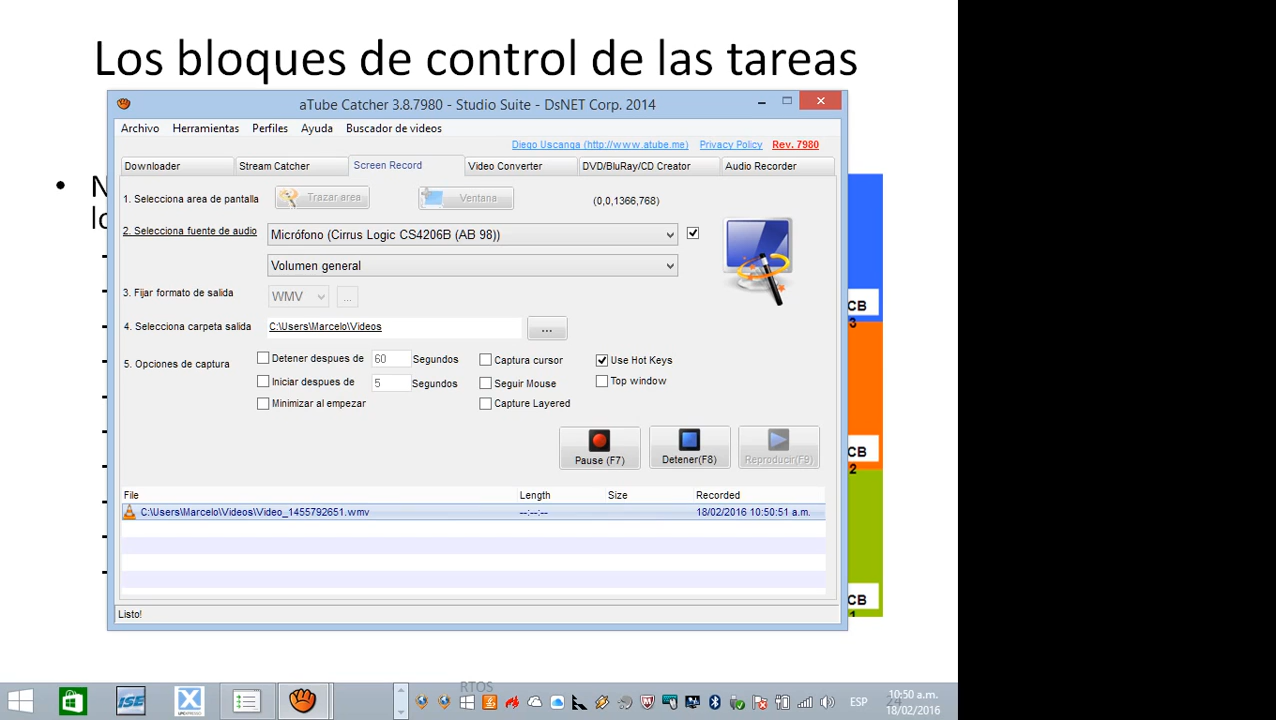 Los bloques de control de las tareas
aTube Catcher 3.8.7980 - Studio Suite - DsNET Corp. 2014
Archivo Herramientas Perfiles Ayuda Buscador de videos
Diego Uscanga (http://www.atube.me) Privacy Policy Rev. 7980
Downloader Stream Catcher Screen Record Video Converter DVD/BluRay/CD Creator Audio Recorder
1. Selecciona area de pantalla Trazar area Ventana (0,0,1366,768)
2. Selecciona fuente de audio Micrófono (Cirrus Logic CS4206B (AB 98))
Volumen general
3. Fijar formato de salida WMV ...
4. Selecciona carpeta salida C:\Users\Marcelo\Videos ...
5. Opciones de captura Detener despues de 60 Segundos Captura cursor Use Hot Keys
Iniciar despues de 5 Segundos Seguir Mouse Top window
Minimizar al empezar Capture Layered
Pause (F7) Detener(F8) Reproducir(F9)
File Length Size Recorded
C:\Users\Marcelo\Videos\Video_1455792651.wmv --:--:-- 18/02/2016 10:50:51 a.m.
Listo!
CB
3
CB
2
CB
1
RTOS
24
ISE
ESP
10:50 a.m.
18/02/2016